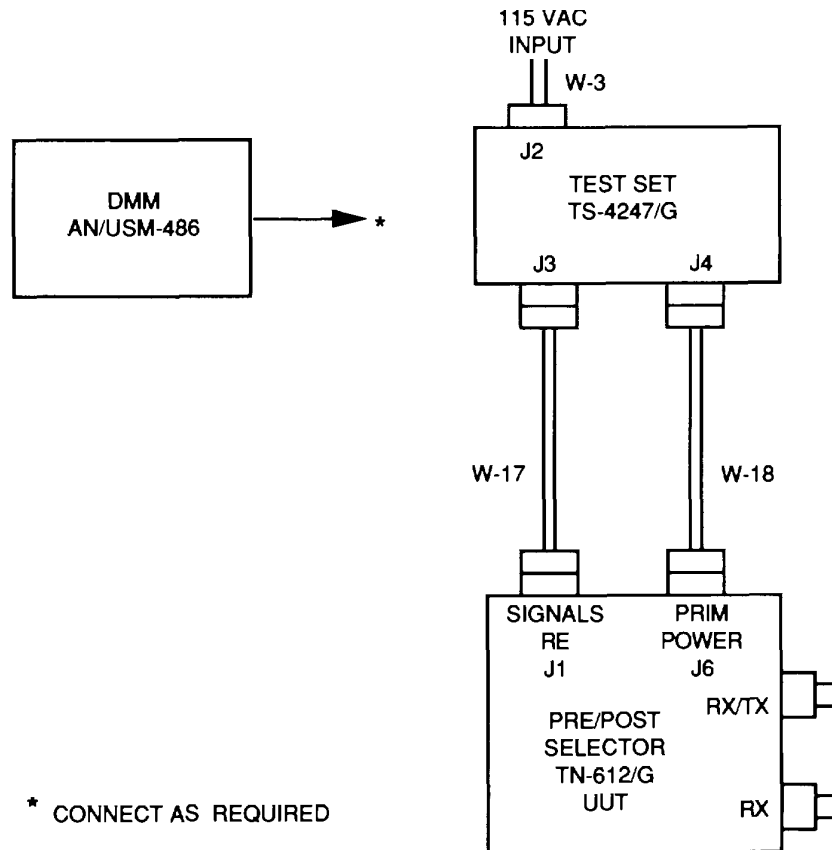 115 VAC
INPUT
W-3
J2
TEST SET
TS-4247/G
J3
J4
DMM
AN/USM-486
*
W-17
W-18
SIGNALS
RE
J1
PRIM
POWER
J6
RX/TX
PRE/POST
SELECTOR
TN-612/G
UUT
RX
* CONNECT AS REQUIRED